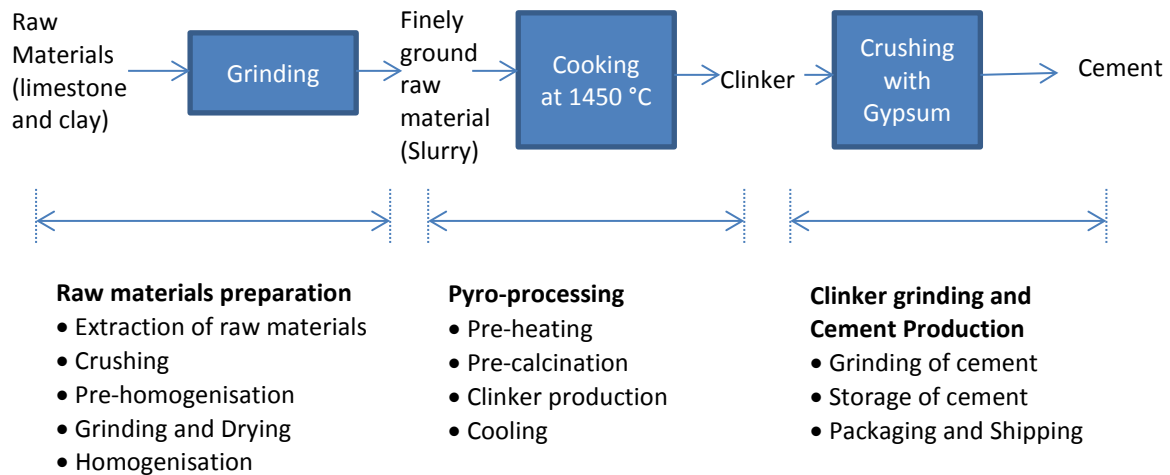 Raw
Materials
(limestone
and clay)
Grinding
Finely
ground
raw
material
(Slurry)
Cooking
at 1450 °C
Clinker
Crushing
with
Gypsum
Cement
Raw materials preparation
• Extraction of raw materials
• Crushing
• Pre-homogenisation
• Grinding and Drying
• Homogenisation
Pyro-processing
• Pre-heating
• Pre-calcination
• Clinker production
• Cooling
Clinker grinding and
Cement Production
• Grinding of cement
• Storage of cement
• Packaging and Shipping